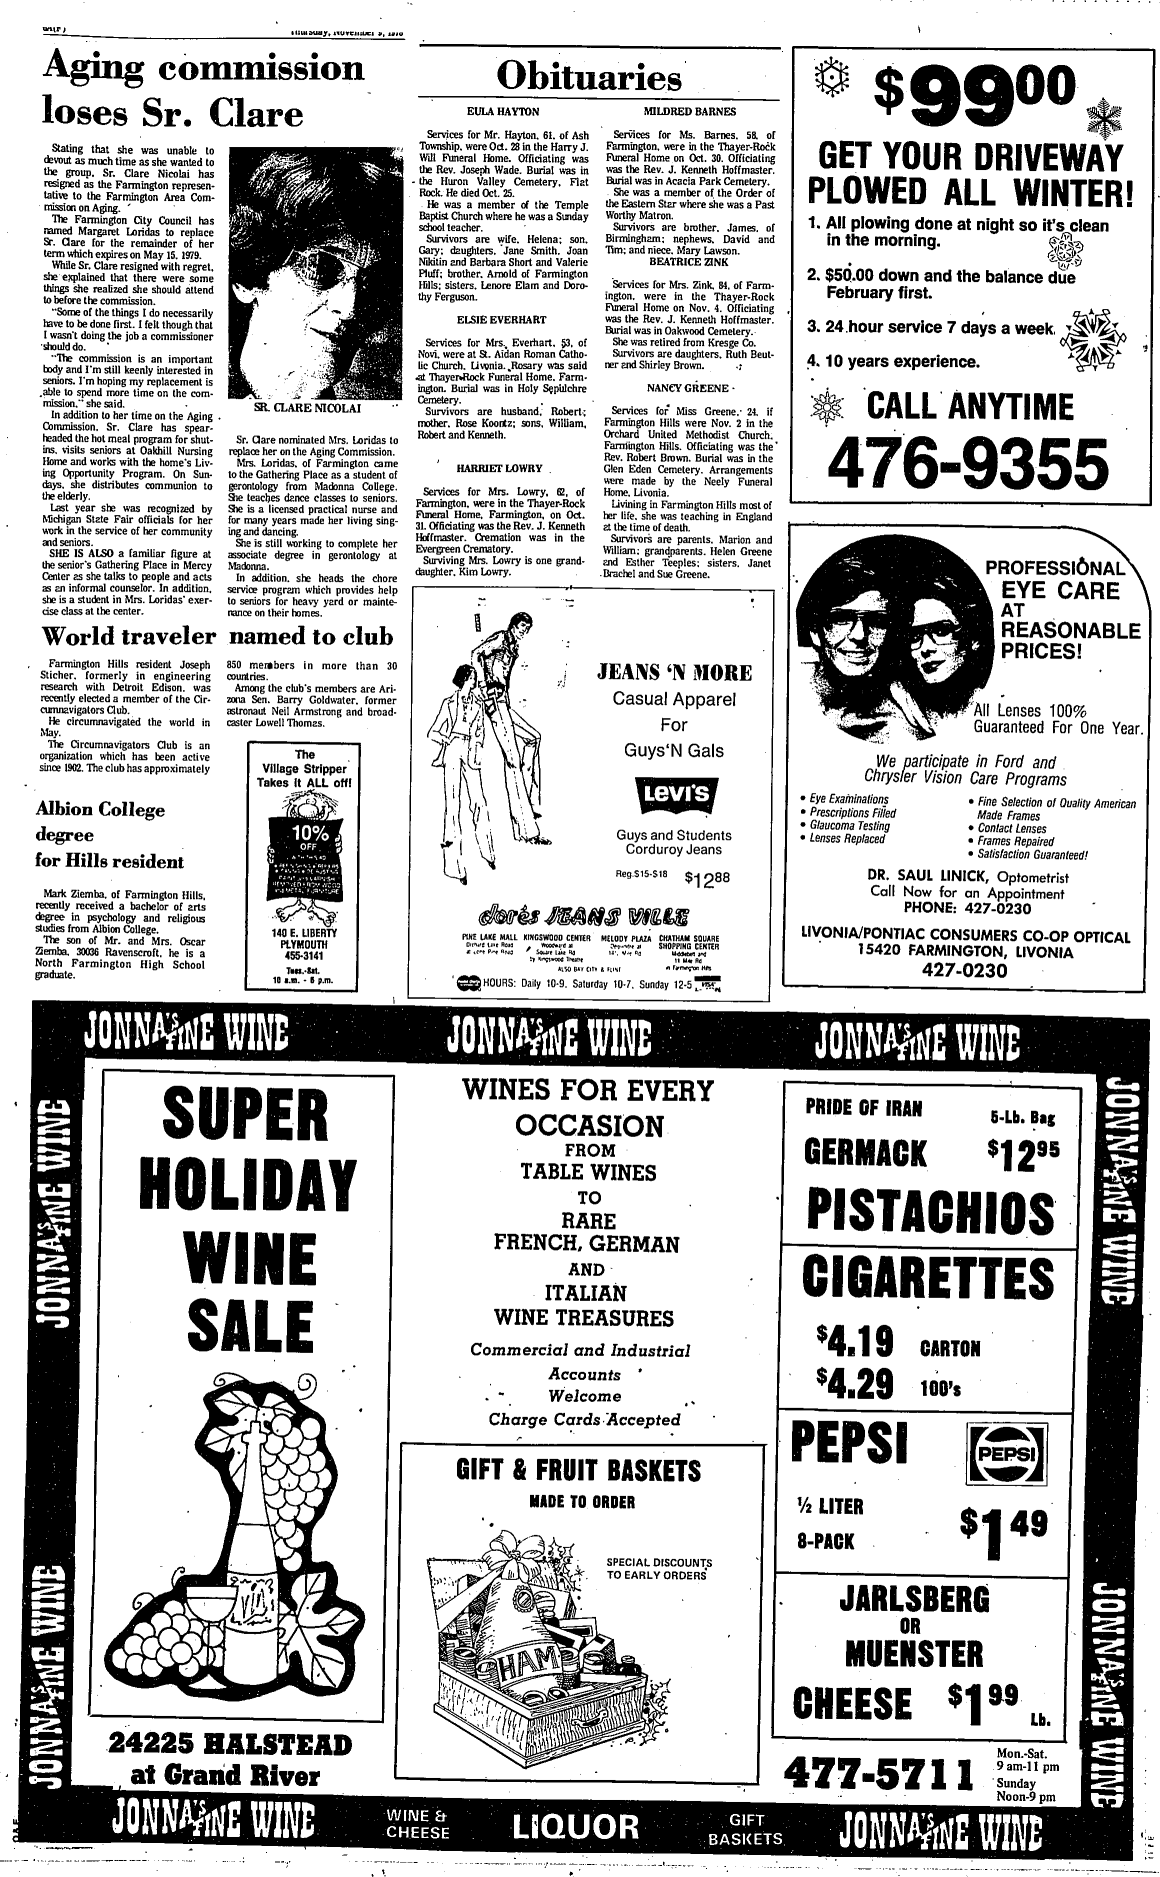 Thursday, November 9, 1978
Aging commission
loses Sr. Clare
Stating that she was unable to
devout as much time as she wanted to
the group, Sr. Clare Nicolai has
resigned as the Farmington represen-
tative to the Farmington Area Com-
mission on Aging.
The Farmington City Council has
named Margaret Loridas to replace
Sr. Clare for the remainder of her
term which expires on May 15, 1979.
While Sr. Clare resigned with regret,
she explained that there were some
things she realized she should attend
to before the commission.
"Some of the things I do necessarily
have to be done first. I felt though that
I wasn't doing the job a commissioner
should do.
"The commission is an important
body and I'm still keenly interested in
seniors. I'm hoping my replacement is
able to spend more time on the com-
mission," she said.
In addition to her time on the Aging
Commission, Sr. Clare has spear-
headed the hot meal program for shut-
ins, visits seniors at Oakhill Nursing
Home and works with the home's Liv-
ing Opportunity Program. On Sun-
days, she distributes communion to
the elderly.
Last year she was recognized by
Michigan State Fair officials for her
work in the service of her community
and seniors.
SHE IS ALSO a familiar figure at
the senior's Gathering Place in Mercy
Center as she talks to people and acts
as an informal counselor. In addition,
she is a student in Mrs. Loridas' exer-
cise class at the center.
SR. CLARE NICOLAI
Sr. Clare nominated Mrs. Loridas to
replace her on the Aging Commission.
Mrs. Loridas, of Farmington came
to the Gathering Place as a student of
gerontology from Madonna College.
She teaches dance classes to seniors.
She is a licensed practical nurse and
for many years made her living sing-
ing and dancing.
She is still working to complete her
associate degree in gerontology at
Madonna.
In addition, she heads the chore
service program which provides help
to seniors for heavy yard or mainte-
nance on their homes.
World traveler named to club
Farmington Hills resident Joseph
Sticher, formerly in engineering
research with Detroit Edison, was
recently elected a member of the Cir-
cumnavigators Club.
He circumnavigated the world in
May.
The Circumnavigators Club is an
organization which has been active
since 1902. The club has approximately
850 members in more than 30
countries.
Among the club's members are Ari-
zona Sen. Barry Goldwater, former
astronaut Neil Armstrong and broad-
caster Lowell Thomas.
Albion College
degree
for Hills resident
Mark Ziemba, of Farmington Hills,
recently received a bachelor of arts
degree in psychology and religious
studies from Albion College.
The son of Mr. and Mrs. Oscar
Ziemba, 30036 Ravenscroft, he is a
North Farmington High School
graduate.
The
Village Stripper
Takes it ALL off!
10%
OFF
140 E. LIBERTY
PLYMOUTH
455-3141
Tues.-Sat.
10 a.m. - 6 p.m.
Obituaries
EULA HAYTON
Services for Mr. Hayton, 61, of Ash
Township, were Oct. 28 in the Harry J.
Will Funeral Home. Officiating was
the Rev. Joseph Wade. Burial was in
the Huron Valley Cemetery, Flat
Rock. He died Oct. 25.
He was a member of the Temple
Baptist Church where he was a Sunday
school teacher.
Survivors are wife, Helena; son,
Gary; daughters, Jane Smith, Joan
Nikitin and Barbara Short and Valerie
Pluff; brother, Arnold of Farmington
Hills; sisters, Lenore Elam and Doro-
thy Ferguson.
ELSIE EVERHART
Services for Mrs. Everhart, 53, of
Novi, were at St. Aidan Roman Catho-
lic Church, Livonia. Rosary was said
at Thayer-Rock Funeral Home, Farm-
ington. Burial was in Holy Sepulchre
Cemetery.
Survivors are husband, Robert;
mother, Rose Koontz; sons, William,
Robert and Kenneth.
HARRIET LOWRY
Services for Mrs. Lowry, 62, of
Farmington, were in the Thayer-Rock
Funeral Home, Farmington, on Oct.
31. Officiating was the Rev. J. Kenneth
Hoffmaster. Cremation was in the
Evergreen Crematory.
Surviving Mrs. Lowry is one grand-
daughter, Kim Lowry.
MILDRED BARNES
Services for Ms. Barnes, 58, of
Farmington, were in the Thayer-Rock
Funeral Home on Oct. 30. Officiating
was the Rev. J. Kenneth Hoffmaster.
Burial was in Acacia Park Cemetery.
She was a member of the Order of
the Eastern Star where she was a Past
Worthy Matron.
Survivors are brother, James, of
Birmingham; nephews, David and
Tim; and niece, Mary Lawson.
BEATRICE ZINK
Services for Mrs. Zink, 84, of Farm-
ington, were in the Thayer-Rock
Funeral Home on Nov. 4. Officiating
was the Rev. J. Kenneth Hoffmaster.
Burial was in Oakwood Cemetery.
She was retired from Kresge Co.
Survivors are daughters, Ruth Beut-
ner and Shirley Brown.
NANCY GREENE
Services for Miss Greene, 24, if
Farmington Hills were Nov. 2 in the
Orchard United Methodist Church,
Farmington Hills. Officiating was the
Rev. Robert Brown. Burial was in the
Glen Eden Cemetery. Arrangements
were made by the Neely Funeral
Home, Livonia.
Livining in Farmington Hills most of
her life, she was teaching in England
at the time of death.
Survivors are parents, Marion and
William; grandparents, Helen Greene
and Esther Teeples; sisters, Janet
Brachel and Sue Greene.
JEANS 'N MORE
Casual Apparel
For
Guys'N Gals
LEVI'S
Guys and Students
Corduroy Jeans
Reg.$15-$18 $12.88
dorés JEANS VILLE
PINE LAKE MALL KINGSWOOD CENTER MELODY PLAZA CHATHAM SQUARE
SHOPPING CENTER
ALSO BAY CITY & FLINT
HOURS: Daily 10-9, Saturday 10-7, Sunday 12-5
$99.00
GET YOUR DRIVEWAY
PLOWED ALL WINTER!
1. All plowing done at night so it's clean
in the morning.
2. $50.00 down and the balance due
February first.
3. 24 hour service 7 days a week.
4. 10 years experience.
CALL ANYTIME
476-9355
PROFESSIONAL
EYE CARE
AT
REASONABLE
PRICES!
All Lenses 100%
Guaranteed For One Year.
We participate in Ford and
Chrysler Vision Care Programs
• Eye Examinations
• Prescriptions Filled
• Glaucoma Testing
• Lenses Replaced
• Fine Selection of Quality American
Made Frames
• Contact Lenses
• Frames Repaired
• Satisfaction Guaranteed!
DR. SAUL LINICK, Optometrist
Call Now for an Appointment
PHONE: 427-0230
LIVONIA/PONTIAC CONSUMERS CO-OP OPTICAL
15420 FARMINGTON, LIVONIA
427-0230
JONNA'S FINE WINE JONNA'S FINE WINE JONNA'S FINE WINE
JONNA'S FINE WINE
JONNA'S FINE WINE
SUPER
HOLIDAY
WINE
SALE
24225 HALSTEAD
at Grand River
WINES FOR EVERY
OCCASION
FROM
TABLE WINES
TO
RARE
FRENCH, GERMAN
AND
ITALIAN
WINE TREASURES
Commercial and Industrial
Accounts
Welcome
Charge Cards Accepted
GIFT & FRUIT BASKETS
MADE TO ORDER
SPECIAL DISCOUNTS
TO EARLY ORDERS
HAM
PRIDE OF IRAN 5-Lb. Bag
GERMACK $12.95
PISTACHIOS
CIGARETTES
$4.19 CARTON
$4.29 100's
PEPSI
PEPSI
½ LITER
8-PACK
$1.49
JARLSBERG
OR
MUENSTER
CHEESE $1.99 Lb.
477-5711
Mon.-Sat.
9 am-11 pm
Sunday
Noon-9 pm
JONNA'S FINE WINE
JONNA'S FINE WINE
JONNA'S FINE WINE
WINE &
CHEESE
LIQUOR
GIFT
BASKETS
JONNA'S FINE WINE